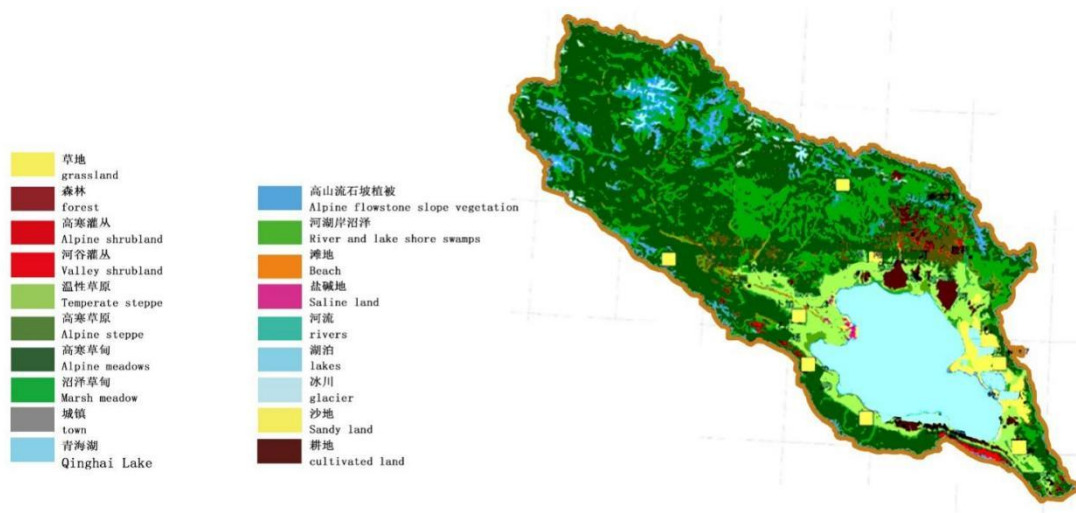 草地
grassland
森林
forest
高寒灌丛
Alpine shrubland
河谷灌丛
Valley shrubland
温性草原
Temperate steppe
高寒草原
Alpine steppe
高寒草甸
Alpine meadows
沼泽草甸
Marsh meadow
城镇
town
青海湖
Qinghai Lake
高山流石坡植被
Alpine flowstone slope vegetation
河湖岸沼泽
River and lake shore swamps
滩地
Beach
盐碱地
Saline land
河流
rivers
湖泊
lakes
冰川
glacier
沙地
Sandy land
耕地
cultivated land